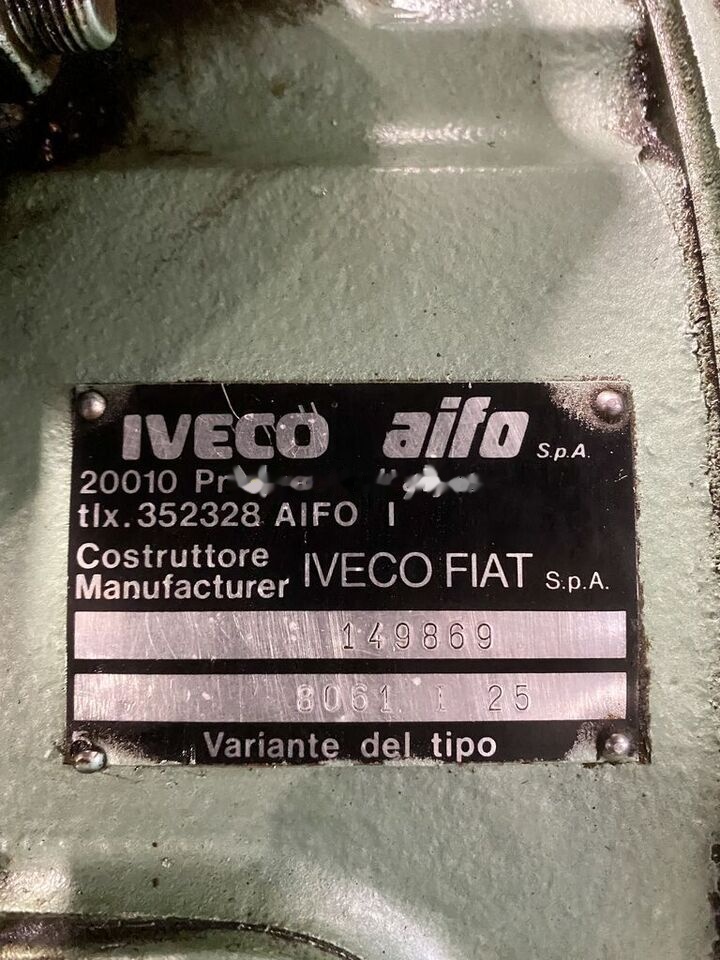 IVECO aifo S.p.A.
20010
tlx.352328 AIFO I
Costruttore
Manufacturer IVECO FIAT S.p.A.
149869
8061 I 25
Variante del tipo